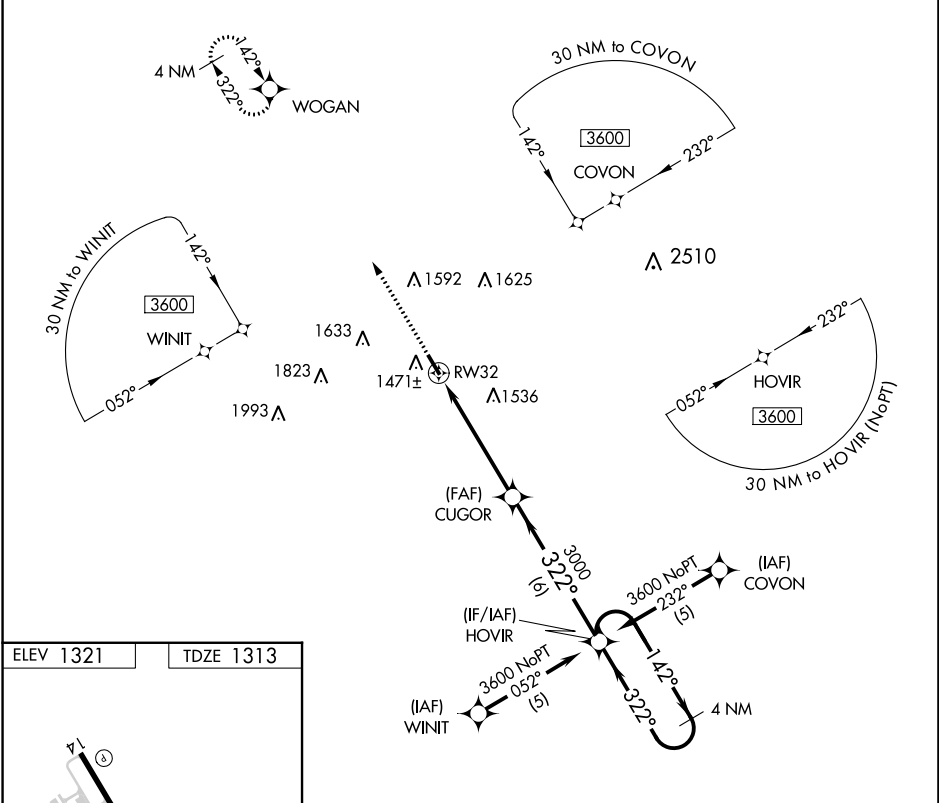 4 NM
142°
322°
WOGAN
30 NM to COVON
3600
COVON
142°
232°
30 NM to WINIT
142°
3600
WINIT
052°
2510
1592
1625
1633
1823
1471±
RW32
1993
1536
232°
HOVIR
052°
3600
30 NM to HOVIR (NoPT)
(FAF)
CUGOR
3000
322°
(6)
(IAF)
COVON
3600 NoPT
232°
(5)
(IF/IAF)
HOVIR
3600 NoPT
052°
(5)
142°
322°
4 NM
(IAF)
WINIT
ELEV 1321
TDZE 1313
14
P